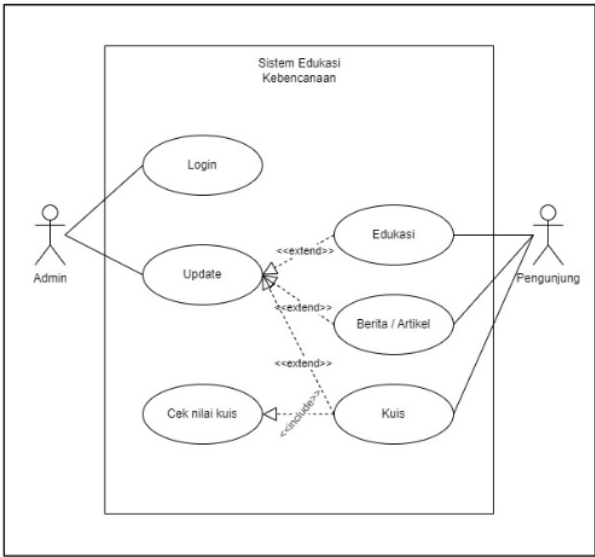 Sistem Edukasi
Kebencanaan
Login
Edukasi
<<extend>>
Admin
Update
Pengunjung
<<extend>>
Berita / Artikel
<<extend>>
Cek nilai kuis
<<include>>
Kuis